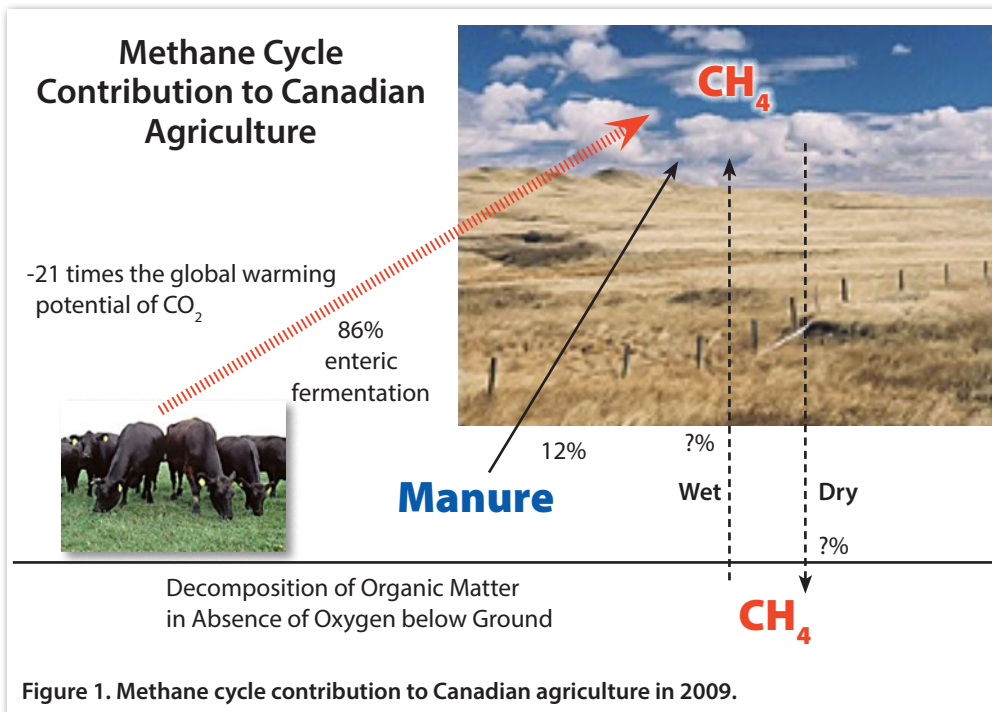 Methane Cycle
Contribution to Canadian
Agriculture
CH₄
-21 times the global warming
potential of CO₂
86%
enteric
fermentation
12%
?%
Manure
Wet
Dry
?%
Decomposition of Organic Matter
in Absence of Oxygen below Ground
CH₄
Figure 1. Methane cycle contribution to Canadian agriculture in 2009.